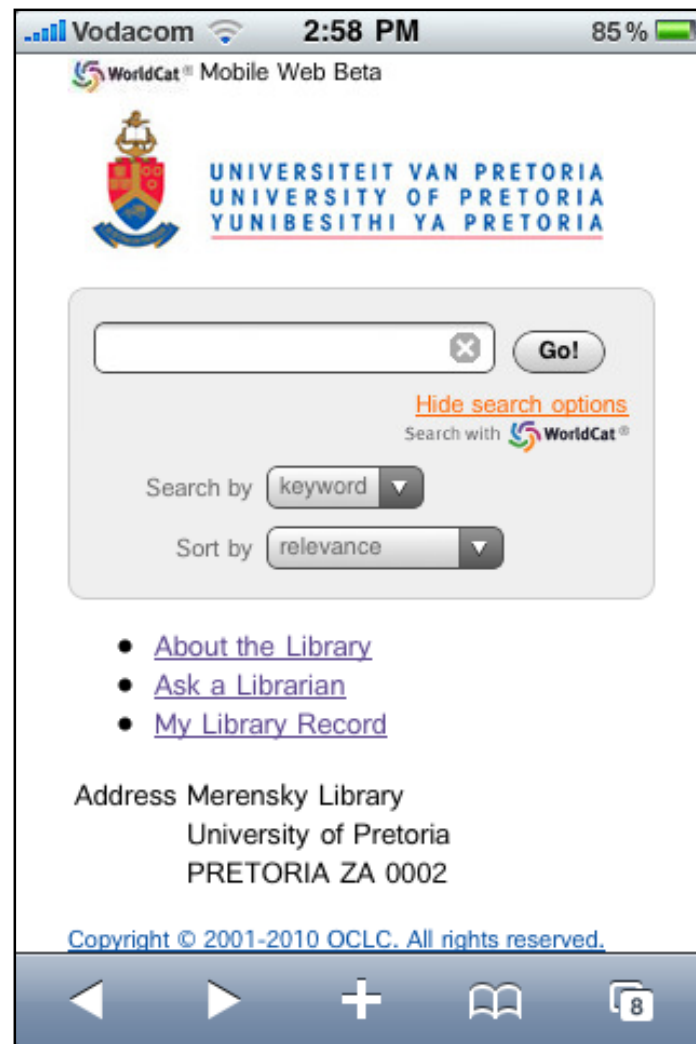 Vodacom 2:58 PM 85 %
WorldCat® Mobile Web Beta
UNIVERSITEIT VAN PRETORIA
UNIVERSITY OF PRETORIA
YUNIBESITHI YA PRETORIA
Go!
Hide search options
Search with WorldCat®
Search by keyword
Sort by relevance
• About the Library
• Ask a Librarian
• My Library Record
Address Merensky Library
University of Pretoria
PRETORIA ZA 0002
Copyright © 2001-2010 OCLC. All rights reserved.
8